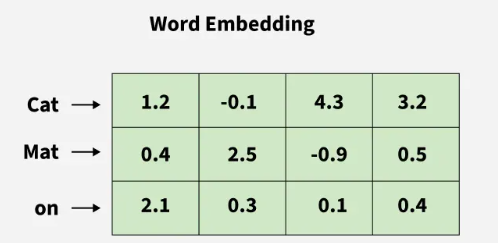 Word Embedding
Cat → 1.2 -0.1 4.3 3.2
Mat → 0.4 2.5 -0.9 0.5
on → 2.1 0.3 0.1 0.4